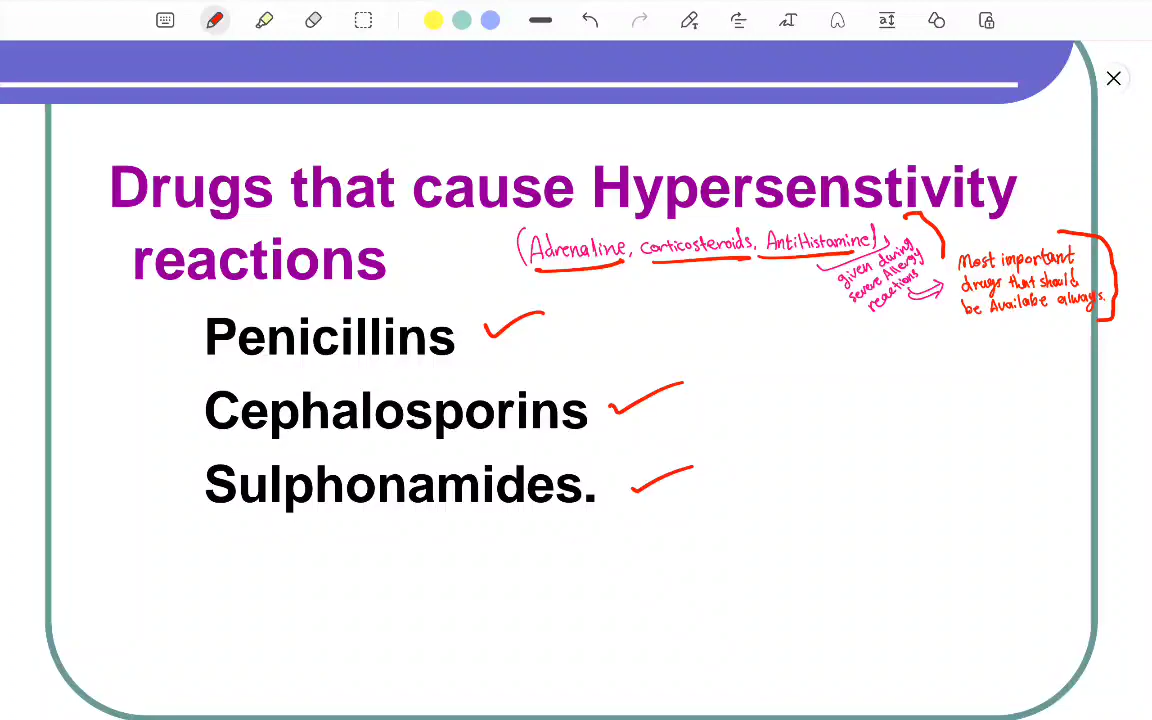 Drugs that cause Hypersenstivity
reactions
(Adrenaline, corticosteroids, AntiHistamine)
given during
severe Allergy
reactions
Most important
drugs that should
be Availabe always.
Penicillins
Cephalosporins
Sulphonamides.